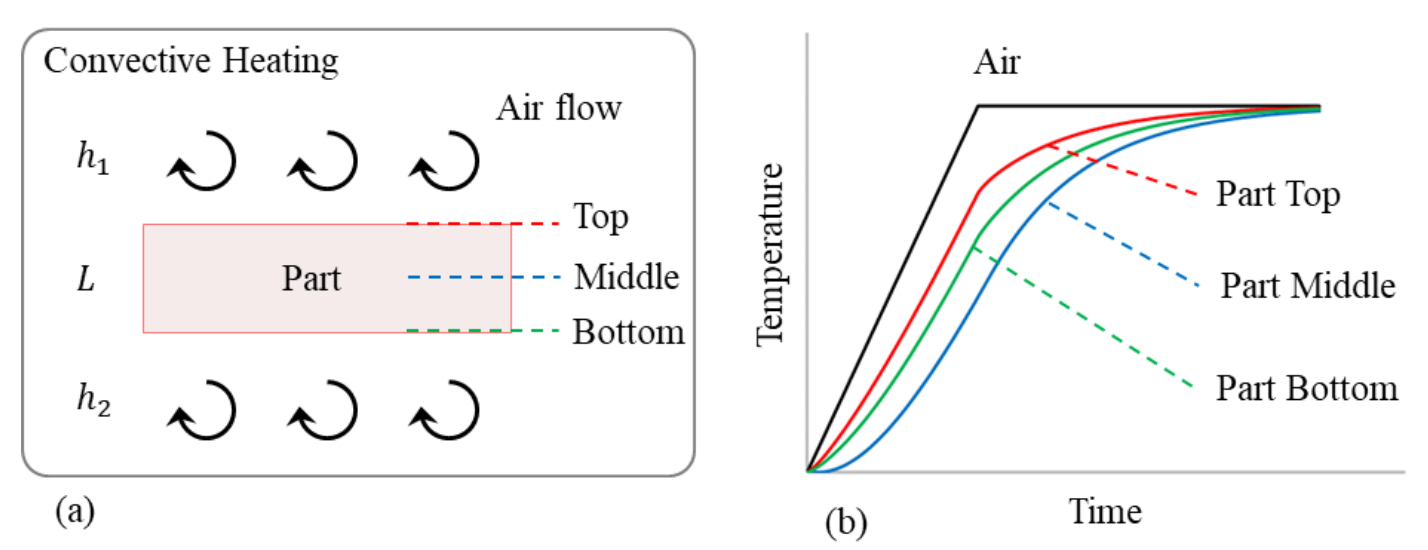 Convective Heating
Air flow
h₁
Top
L
Part
Middle
Bottom
h₂
(a)
Air
Temperature
Part Top
Part Middle
Part Bottom
Time
(b)